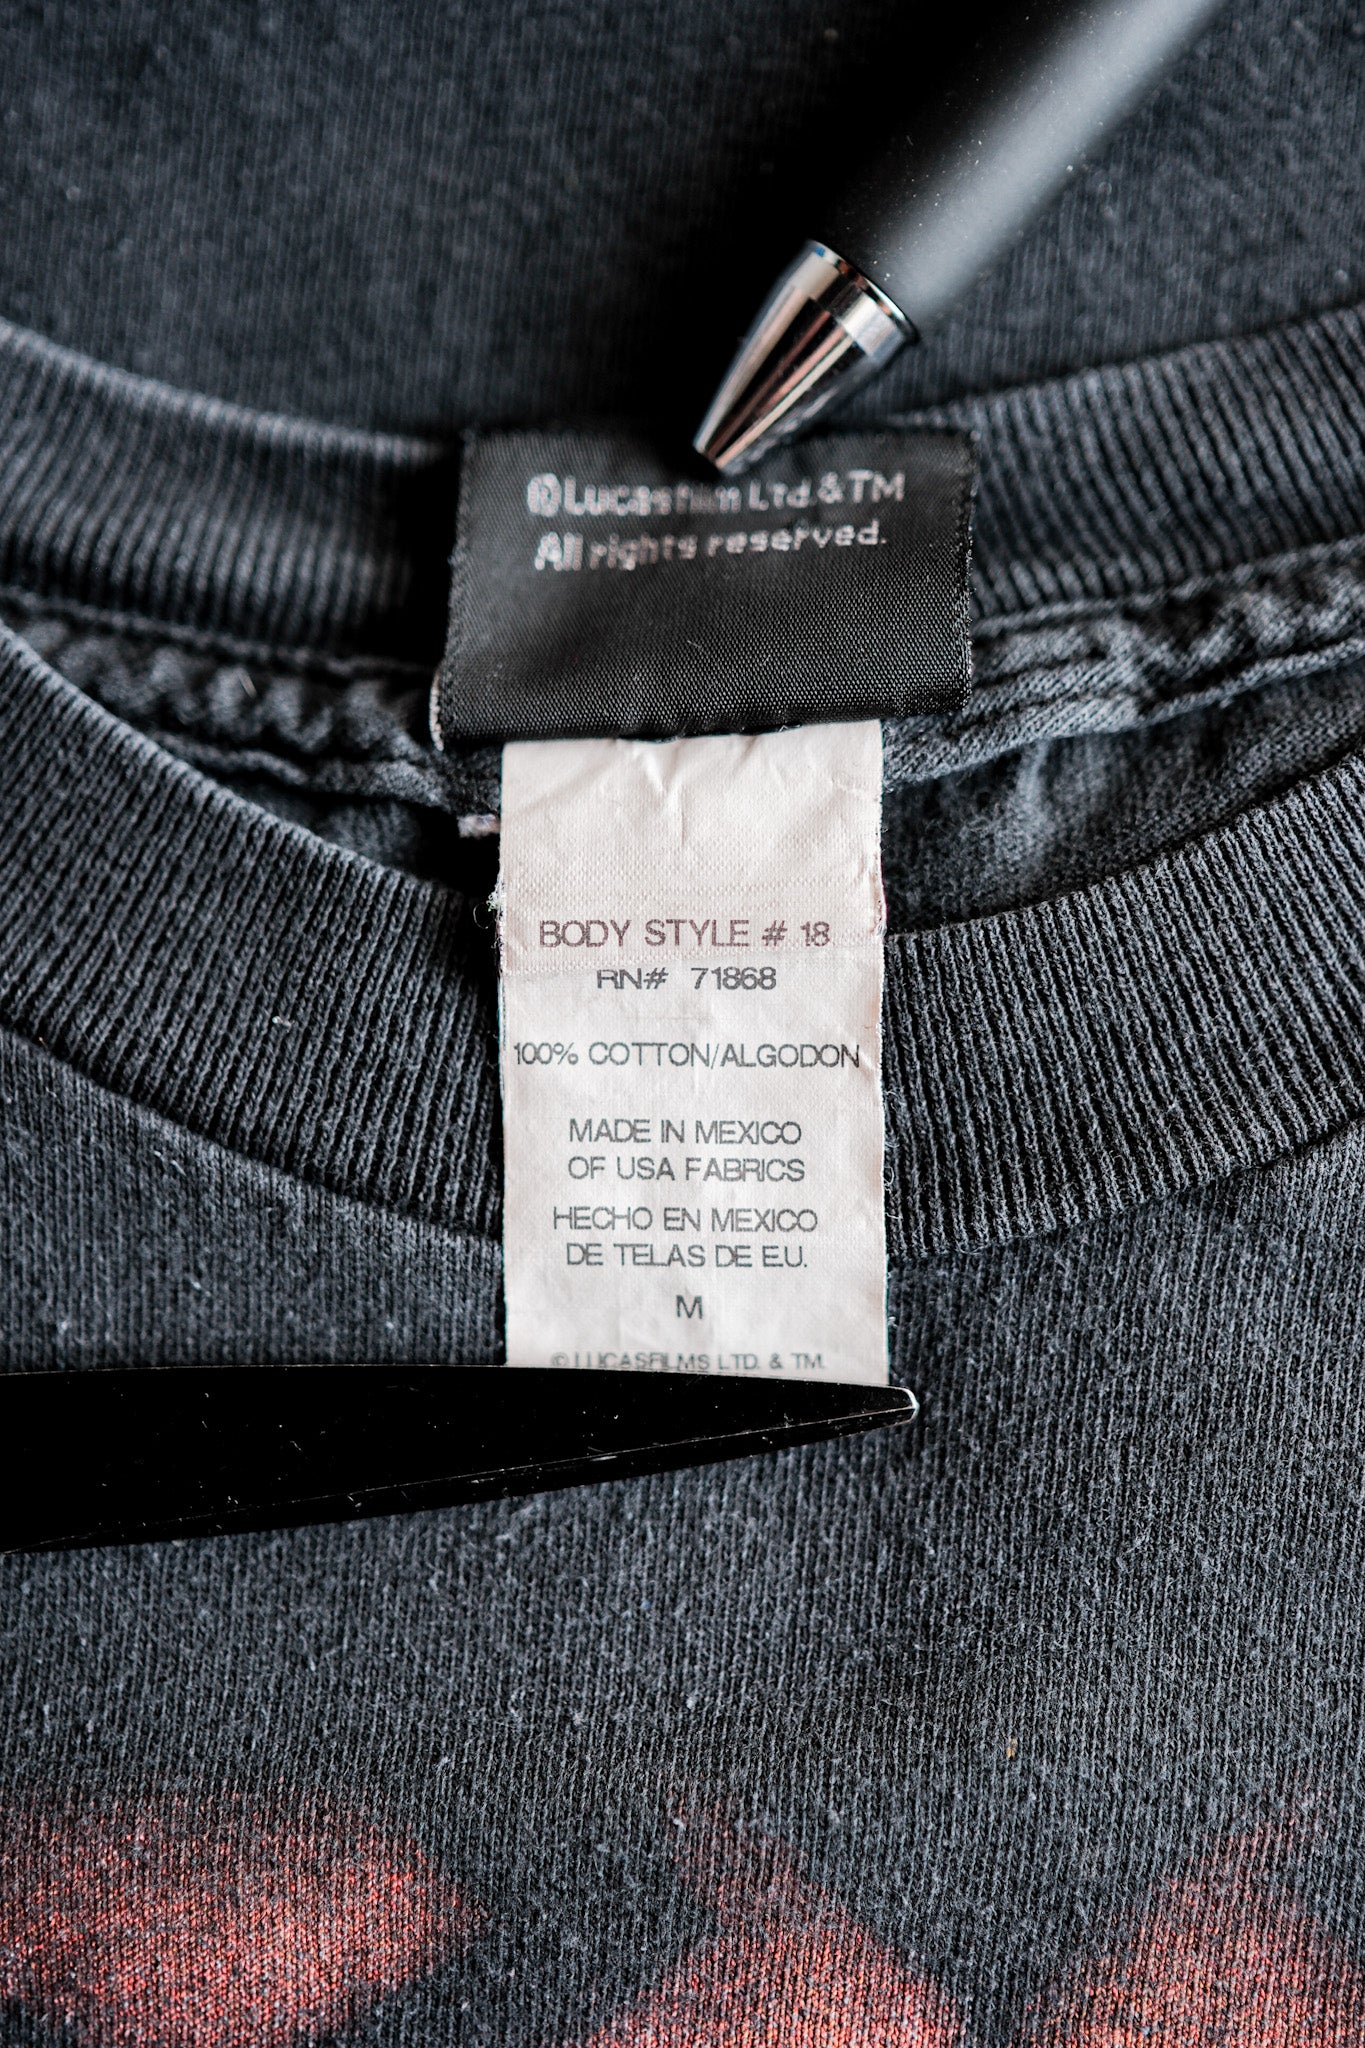 ©Lucasfilm Ltd.&TM
All rights reserved.
BODY STYLE # 18
RN# 71868
100% COTTON/ALGODON
MADE IN MEXICO
OF USA FABRICS
HECHO EN MEXICO
DE TELAS DE E.U.
M
© LUCASFILMS LTD. & TM.